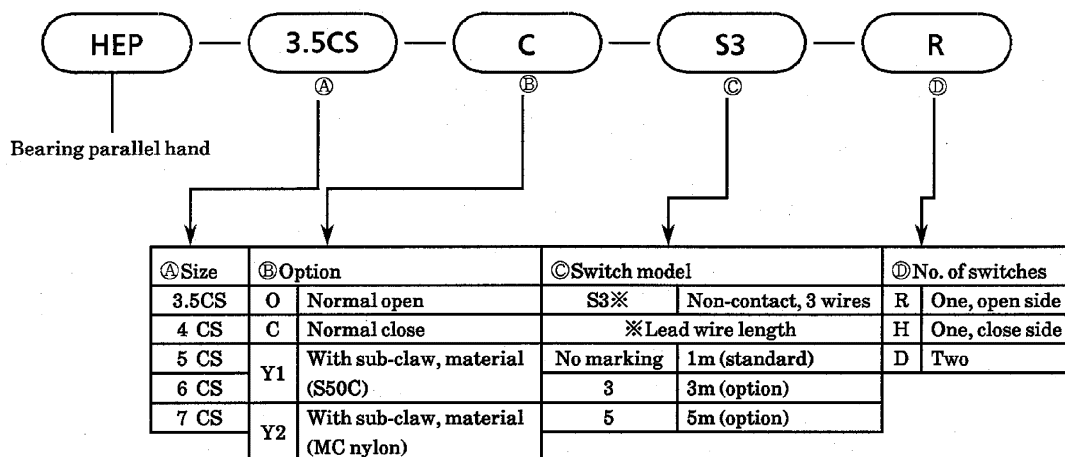 HEP — 3.5CS — C — S3 — R
Ⓐ Ⓑ Ⓒ Ⓓ
Bearing parallel hand
ⒶSize ⒷOption ⒸSwitch model ⒹNo. of switches
3.5CS O Normal open S3※ Non-contact, 3 wires R One, open side
4 CS C Normal close ※Lead wire length H One, close side
5 CS Y1 With sub-claw, material No marking 1m (standard) D Two
6 CS (S50C) 3 3m (option)
7 CS Y2 With sub-claw, material 5 5m (option)
(MC nylon)